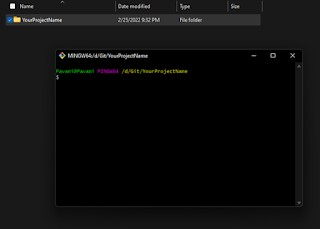 Name
Date modified
Type
Size
YourProjectName
2/25/2022 9:32 PM
File folder
MINGW64:/d/Git/YourProjectName
MINGW64 /d/Git/YourProjectName
$